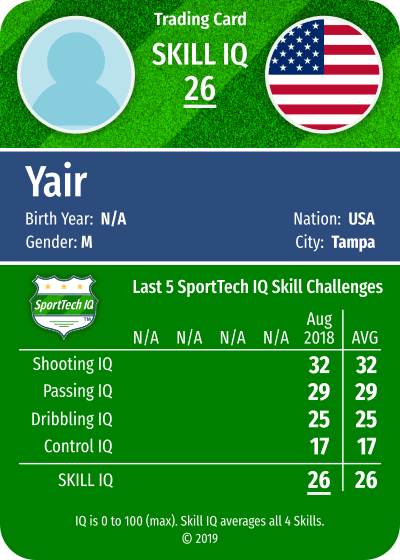 Trading Card
SKILL IQ
26
Yair
Birth Year: N/A
Nation: USA
Gender: M
City: Tampa
SportTech IQ
TM
Last 5 SportTech IQ Skill Challenges
N/A N/A N/A N/A Aug 2018 AVG
Shooting IQ 32 32
Passing IQ 29 29
Dribbling IQ 25 25
Control IQ 17 17
SKILL IQ 26 26
IQ is 0 to 100 (max). Skill IQ averages all 4 Skills.
© 2019